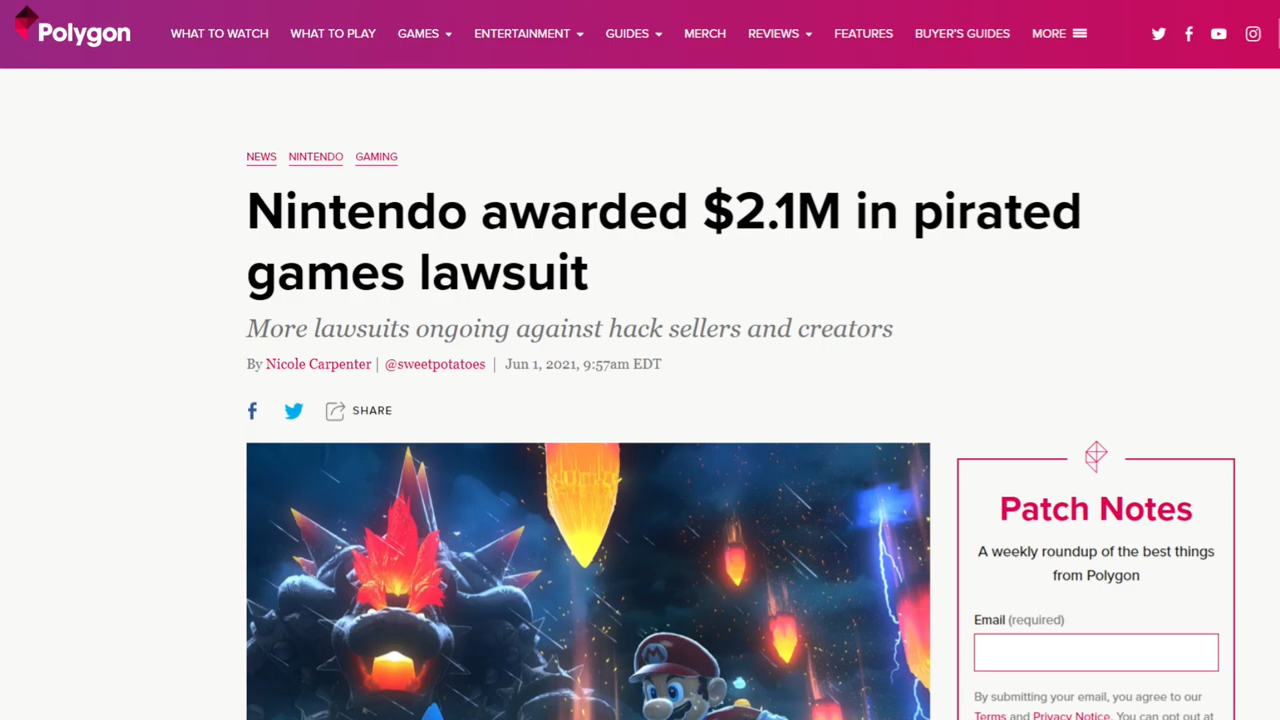 Polygon
WHAT TO WATCH WHAT TO PLAY GAMES ENTERTAINMENT GUIDES MERCH REVIEWS FEATURES BUYER'S GUIDES MORE
NEWS NINTENDO GAMING
Nintendo awarded $2.1M in pirated
games lawsuit
More lawsuits ongoing against hack sellers and creators
By Nicole Carpenter | @sweetpotatoes | Jun 1, 2021, 9:57am EDT
SHARE
M
Patch Notes
A weekly roundup of the best things
from Polygon
Email (required)
By submitting your email, you agree to our
Terms and Privacy Notice. You can opt out at